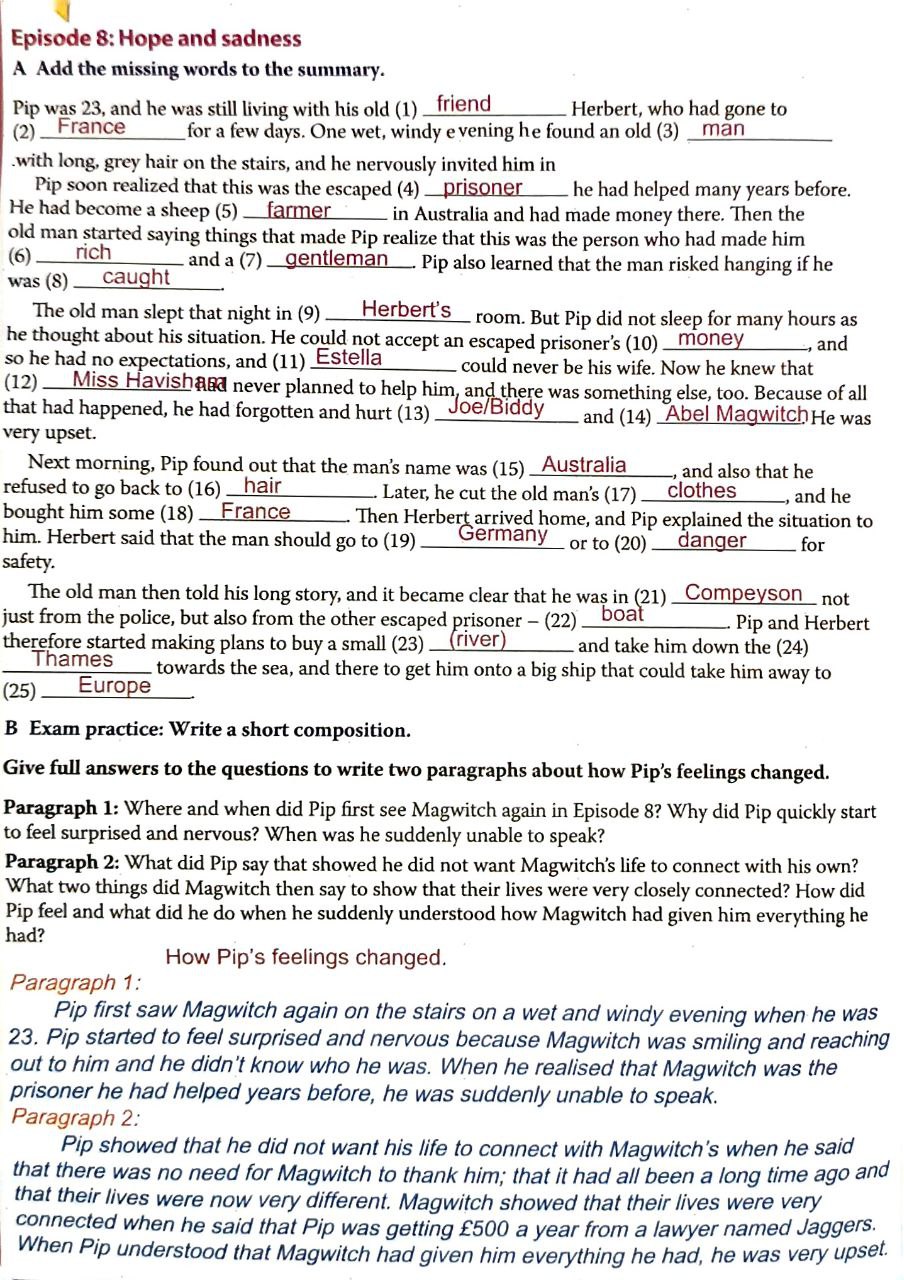 Episode 8: Hope and sadness
A Add the missing words to the summary.
Pip was 23, and he was still living with his old (1) friend Herbert, who had gone to
(2) France for a few days. One wet, windy evening he found an old (3) man
.with long, grey hair on the stairs, and he nervously invited him in
Pip soon realized that this was the escaped (4) prisoner he had helped many years before.
He had become a sheep (5) farmer in Australia and had made money there. Then the
old man started saying things that made Pip realize that this was the person who had made him
(6) rich and a (7) gentleman. Pip also learned that the man risked hanging if he
was (8) caught.
The old man slept that night in (9) Herbert's room. But Pip did not sleep for many hours as
he thought about his situation. He could not accept an escaped prisoner's (10) money, and
so he had no expectations, and (11) Estella could never be his wife. Now he knew that
(12) Miss Havisham had never planned to help him, and there was something else, too. Because of all
that had happened, he had forgotten and hurt (13) Joe/Biddy and (14) Abel Magwitch. He was
very upset.
Next morning, Pip found out that the man's name was (15) Australia, and also that he
refused to go back to (16) hair. Later, he cut the old man's (17) clothes, and he
bought him some (18) France. Then Herbert arrived home, and Pip explained the situation to
him. Herbert said that the man should go to (19) Germany or to (20) danger for
safety.
The old man then told his long story, and it became clear that he was in (21) Compeyson not
just from the police, but also from the other escaped prisoner – (22) boat. Pip and Herbert
therefore started making plans to buy a small (23) (river) and take him down the (24)
Thames towards the sea, and there to get him onto a big ship that could take him away to
(25) Europe.
B Exam practice: Write a short composition.
Give full answers to the questions to write two paragraphs about how Pip's feelings changed.
Paragraph 1: Where and when did Pip first see Magwitch again in Episode 8? Why did Pip quickly start
to feel surprised and nervous? When was he suddenly unable to speak?
Paragraph 2: What did Pip say that showed he did not want Magwitch's life to connect with his own?
What two things did Magwitch then say to show that their lives were very closely connected? How did
Pip feel and what did he do when he suddenly understood how Magwitch had given him everything he
had?
How Pip's feelings changed.
Paragraph 1:
Pip first saw Magwitch again on the stairs on a wet and windy evening when he was
23. Pip started to feel surprised and nervous because Magwitch was smiling and reaching
out to him and he didn't know who he was. When he realised that Magwitch was the
prisoner he had helped years before, he was suddenly unable to speak.
Paragraph 2:
Pip showed that he did not want his life to connect with Magwitch's when he said
that there was no need for Magwitch to thank him; that it had all been a long time ago and
that their lives were now very different. Magwitch showed that their lives were very
connected when he said that Pip was getting £500 a year from a lawyer named Jaggers.
When Pip understood that Magwitch had given him everything he had, he was very upset.